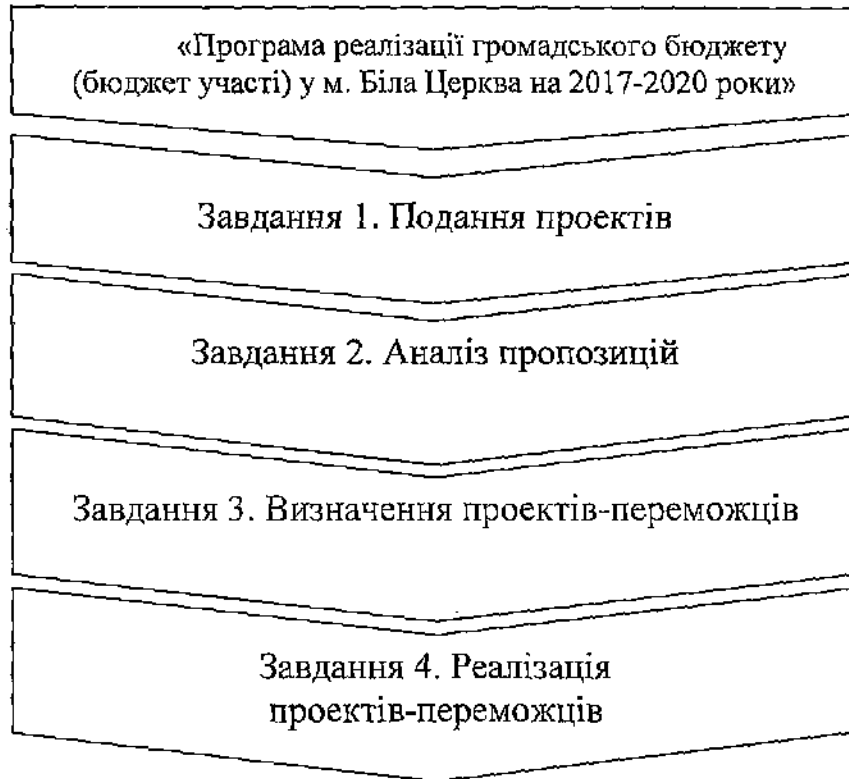 «Програма реалізації громадського бюджету
(бюджет участі) у м. Біла Церква на 2017-2020 роки»
Завдання 1. Подання проектів
Завдання 2. Аналіз пропозицій
Завдання 3. Визначення проектів-переможців
Завдання 4. Реалізація
проектів-переможців